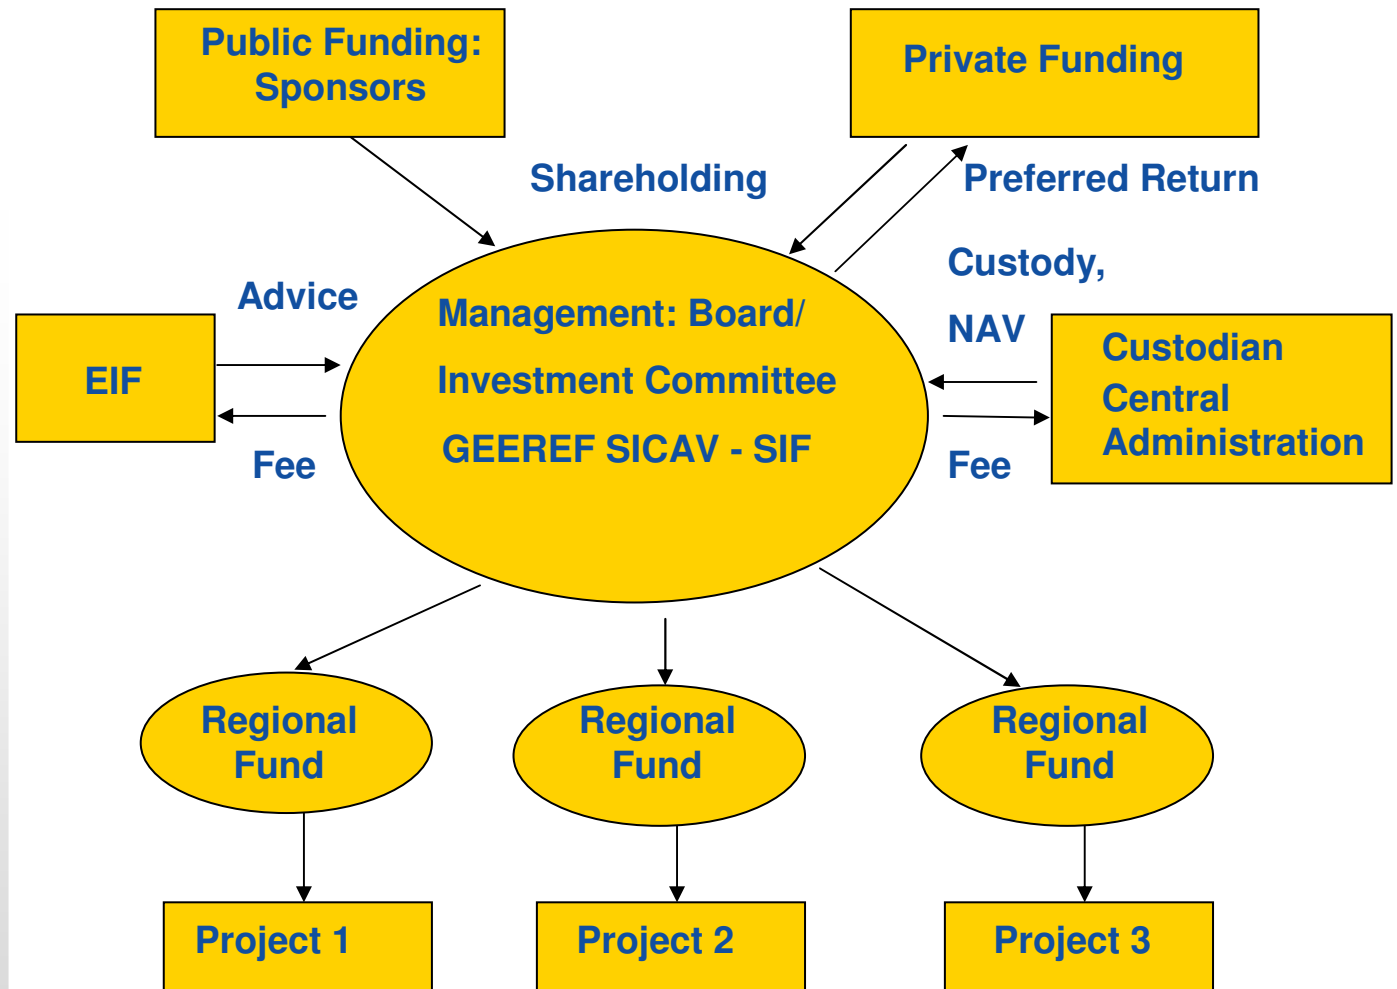 Public Funding:
Sponsors
Private Funding
Shareholding
Preferred Return
Custody,
NAV
Advice
Management: Board/
Investment Committee
GEEREF SICAV - SIF
EIF
Custodian
Central
Administration
Fee
Fee
Regional
Fund
Regional
Fund
Regional
Fund
Project 1
Project 2
Project 3